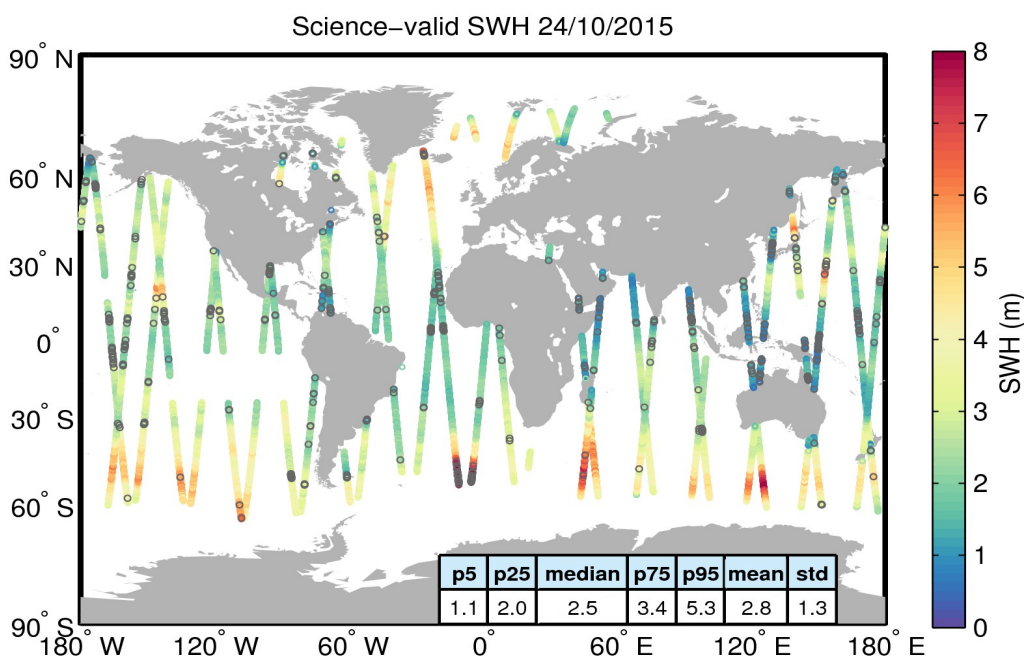 Science−valid SWH 24/10/2015
90° N
60° N
30° N
0°
30° S
60° S
90° S
180° W
120° W
60° W
0°
60° E
120° E
180° E
p5 p25 median p75 p95 mean std
1.1 2.0 2.5 3.4 5.3 2.8 1.3
8
7
6
5
4
3
2
1
0
SWH (m)